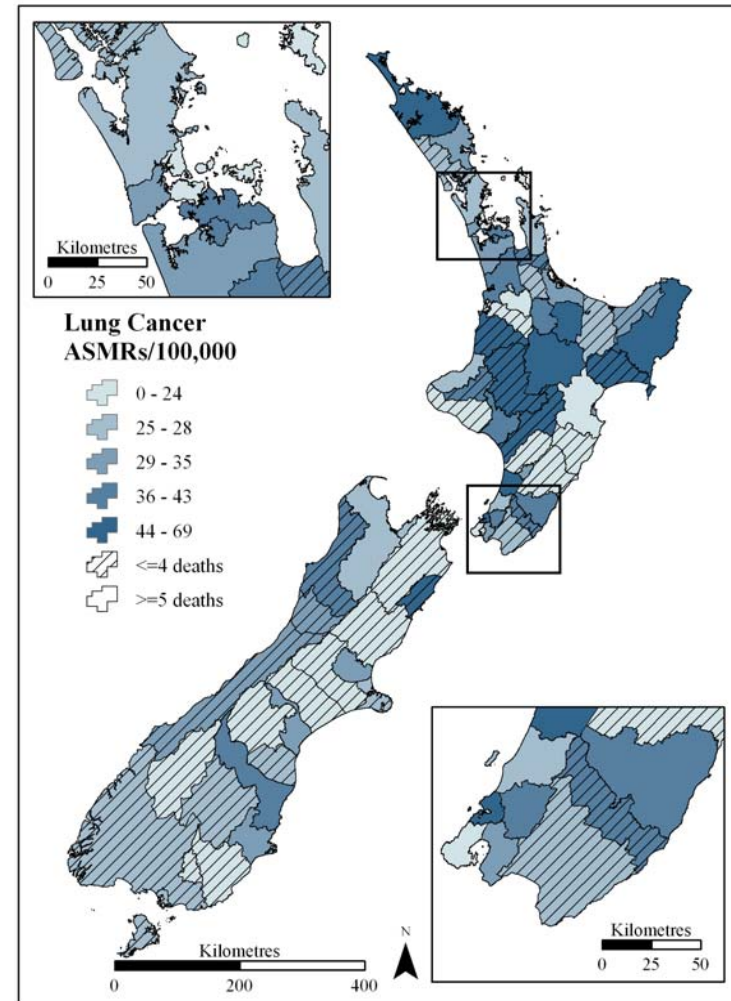 Kilometres
0 25 50
Lung Cancer
ASMRs/100,000
0 - 24
25 - 28
29 - 35
36 - 43
44 - 69
<=4 deaths
>=5 deaths
Kilometres
0 200 400
N
Kilometres
0 25 50